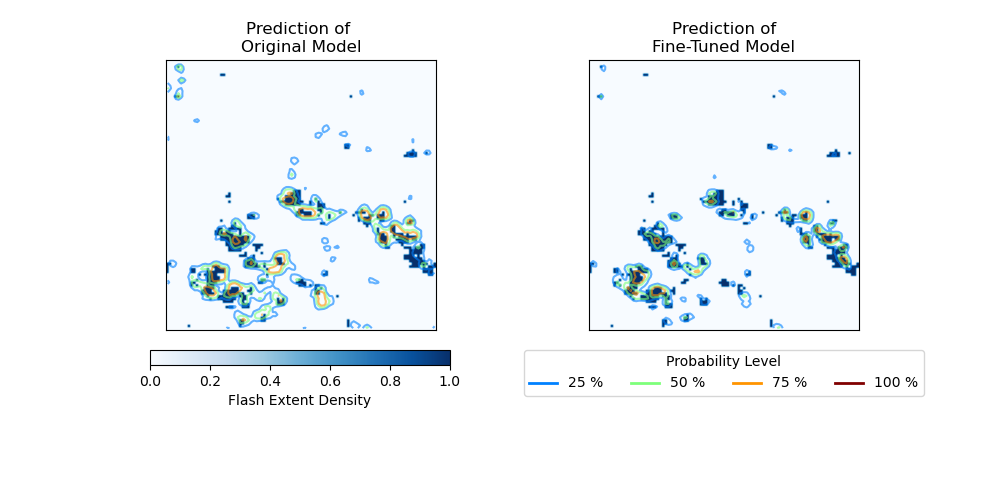 Prediction of
Original Model
Prediction of
Fine-Tuned Model
0.0 0.2 0.4 0.6 0.8 1.0
Flash Extent Density
Probability Level
25 % 50 % 75 % 100 %